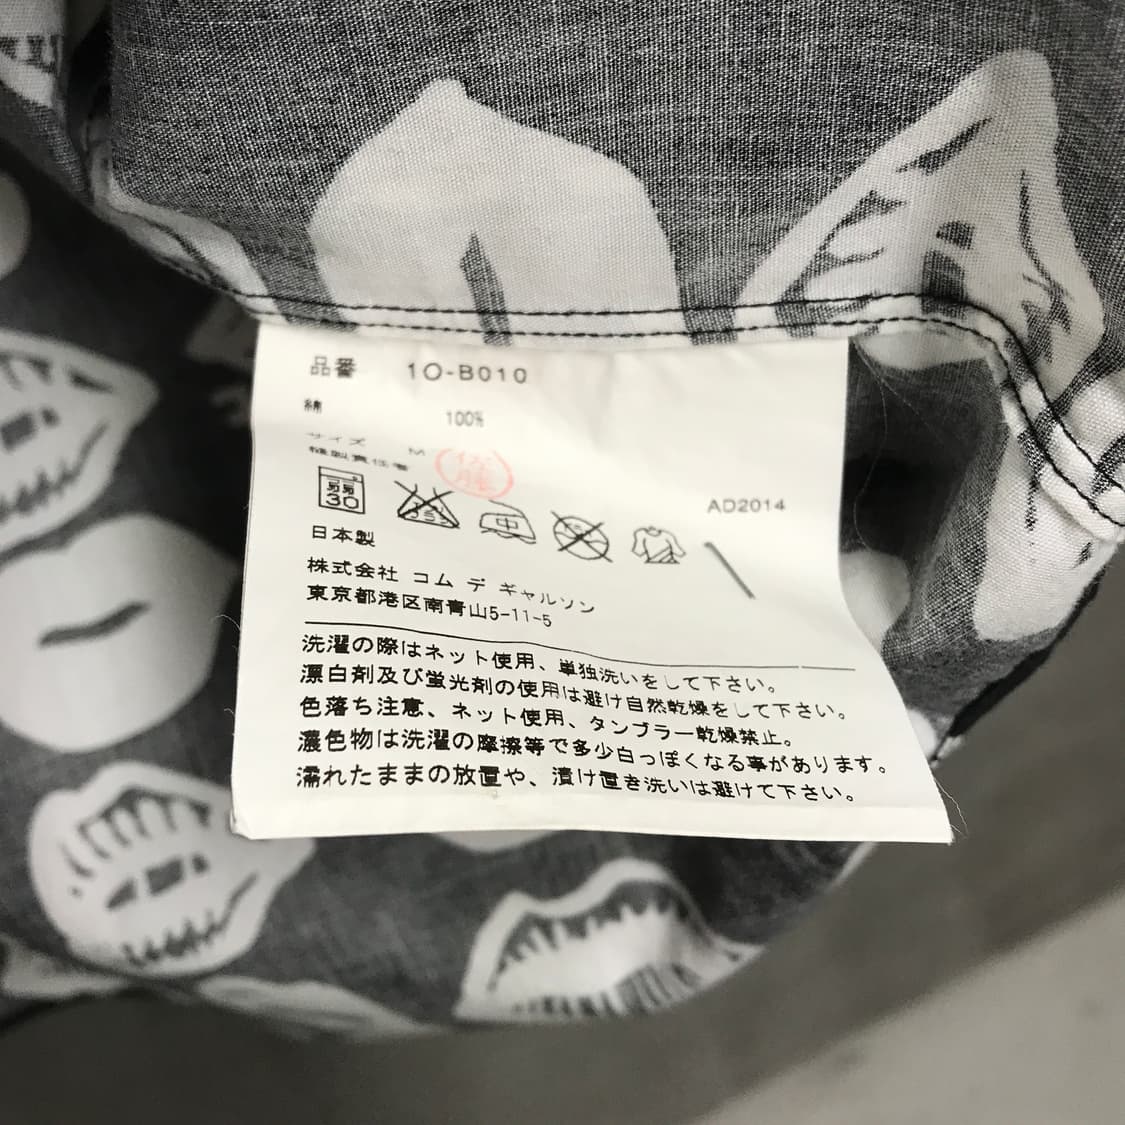 品番 10-B010
綿 100%
サイズ M
縫製責任者 佐藤
30
中
AD2014
日本製
株式会社 コム デ ギャルソン
東京都港区南青山5-11-5
洗濯の際はネット使用、単独洗いをして下さい。
漂白剤及び蛍光剤の使用は避け自然乾燥をして下さい。
色落ち注意、ネット使用、タンブラー乾燥禁止。
濃色物は洗濯の摩擦等で多少白っぽくなる事があります。
濡れたままの放置や、漬け置き洗いは避けて下さい。